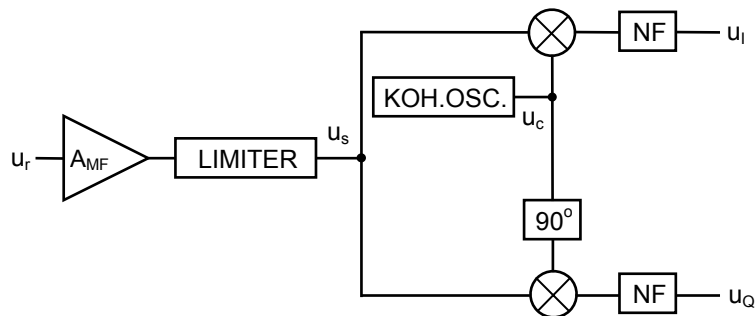 NF
u_I
KOH.OSC.
u_s
u_c
u_r
A_MF
LIMITER
90°
NF
u_Q